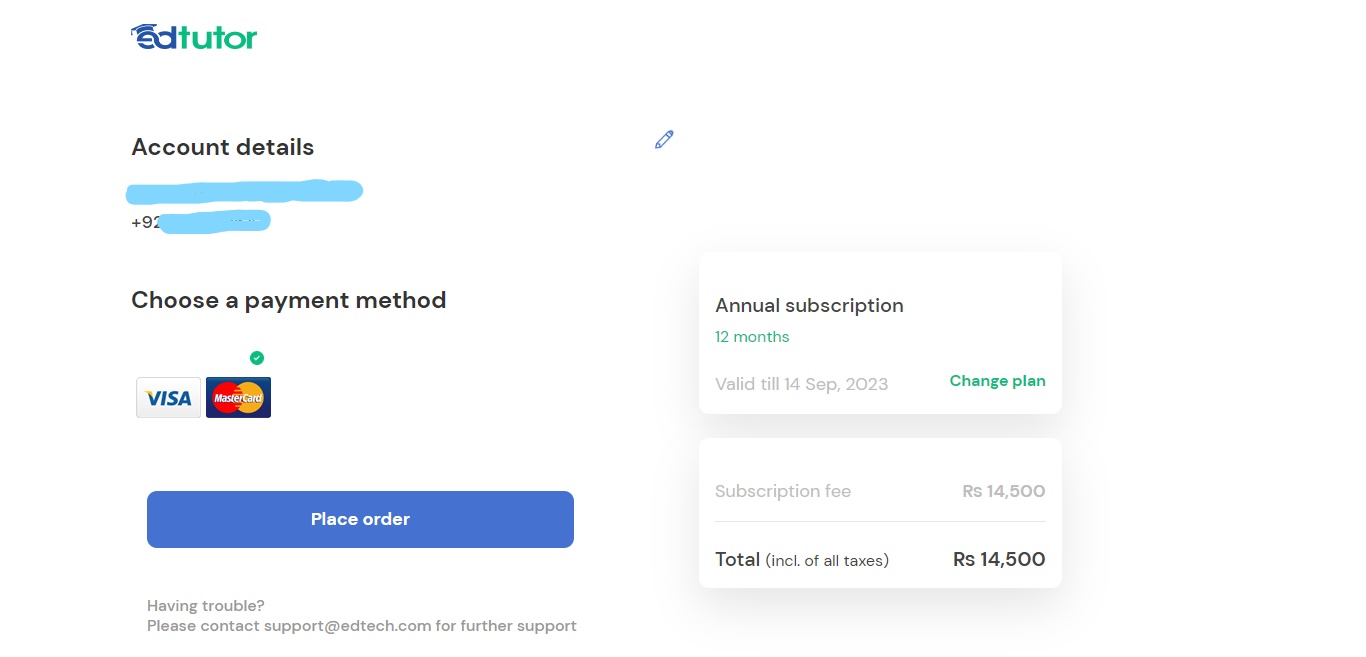 edtutor
Account details
+92
Choose a payment method
VISA MasterCard
Place order
Having trouble?
Please contact support@edtech.com for further support
Annual subscription
12 months
Valid till 14 Sep, 2023 Change plan
Subscription fee Rs 14,500
Total (incl. of all taxes) Rs 14,500